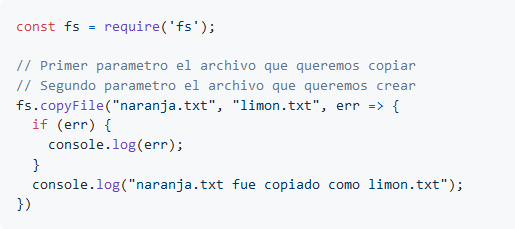 const fs = require('fs');
// Primer parametro el archivo que queremos copiar
// Segundo parametro el archivo que queremos crear
fs.copyFile("naranja.txt", "limon.txt", err => {
  if (err) {
    console.log(err);
  }
  console.log("naranja.txt fue copiado como limon.txt");
})